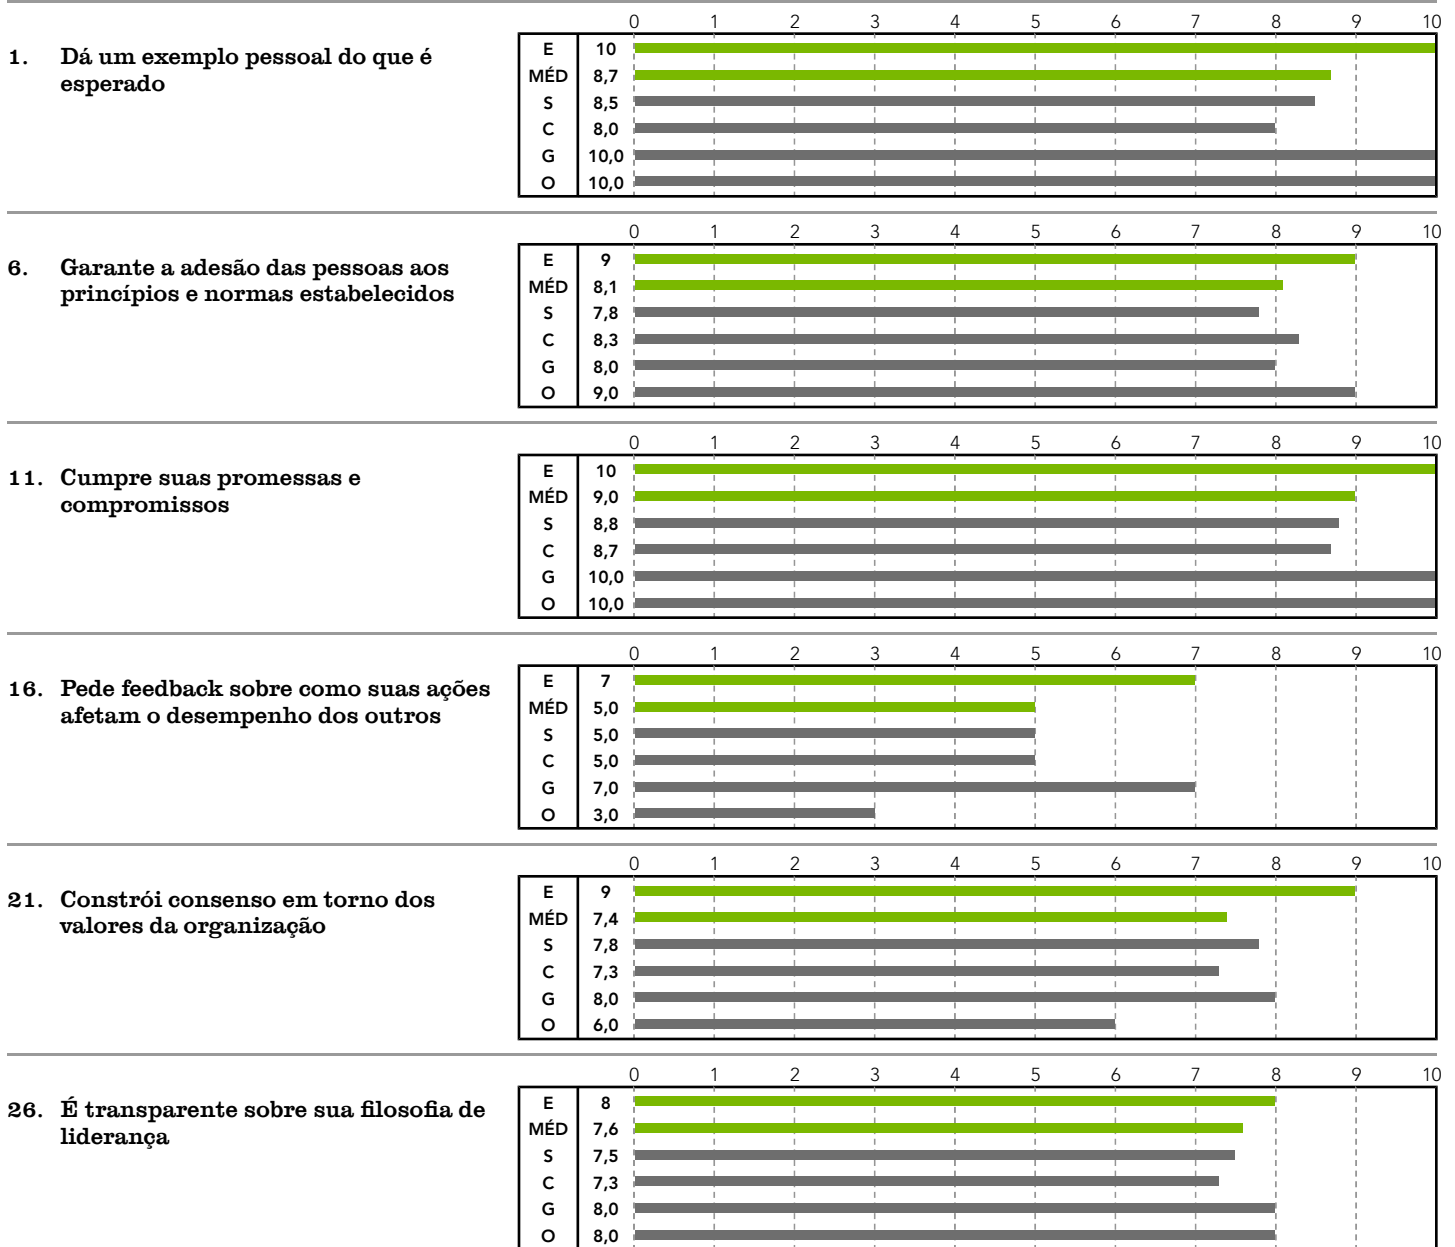 0 1 2 3 4 5 6 7 8 9 10
1. Dá um exemplo pessoal do que é
esperado
E 10
MÉD 8,7
S 8,5
C 8,0
G 10,0
O 10,0
0 1 2 3 4 5 6 7 8 9 10
6. Garante a adesão das pessoas aos
princípios e normas estabelecidos
E 9
MÉD 8,1
S 7,8
C 8,3
G 8,0
O 9,0
0 1 2 3 4 5 6 7 8 9 10
11. Cumpre suas promessas e
compromissos
E 10
MÉD 9,0
S 8,8
C 8,7
G 10,0
O 10,0
0 1 2 3 4 5 6 7 8 9 10
16. Pede feedback sobre como suas ações
afetam o desempenho dos outros
E 7
MÉD 5,0
S 5,0
C 5,0
G 7,0
O 3,0
0 1 2 3 4 5 6 7 8 9 10
21. Constrói consenso em torno dos
valores da organização
E 9
MÉD 7,4
S 7,8
C 7,3
G 8,0
O 6,0
0 1 2 3 4 5 6 7 8 9 10
26. É transparente sobre sua filosofia de
liderança
E 8
MÉD 7,6
S 7,5
C 7,3
G 8,0
O 8,0